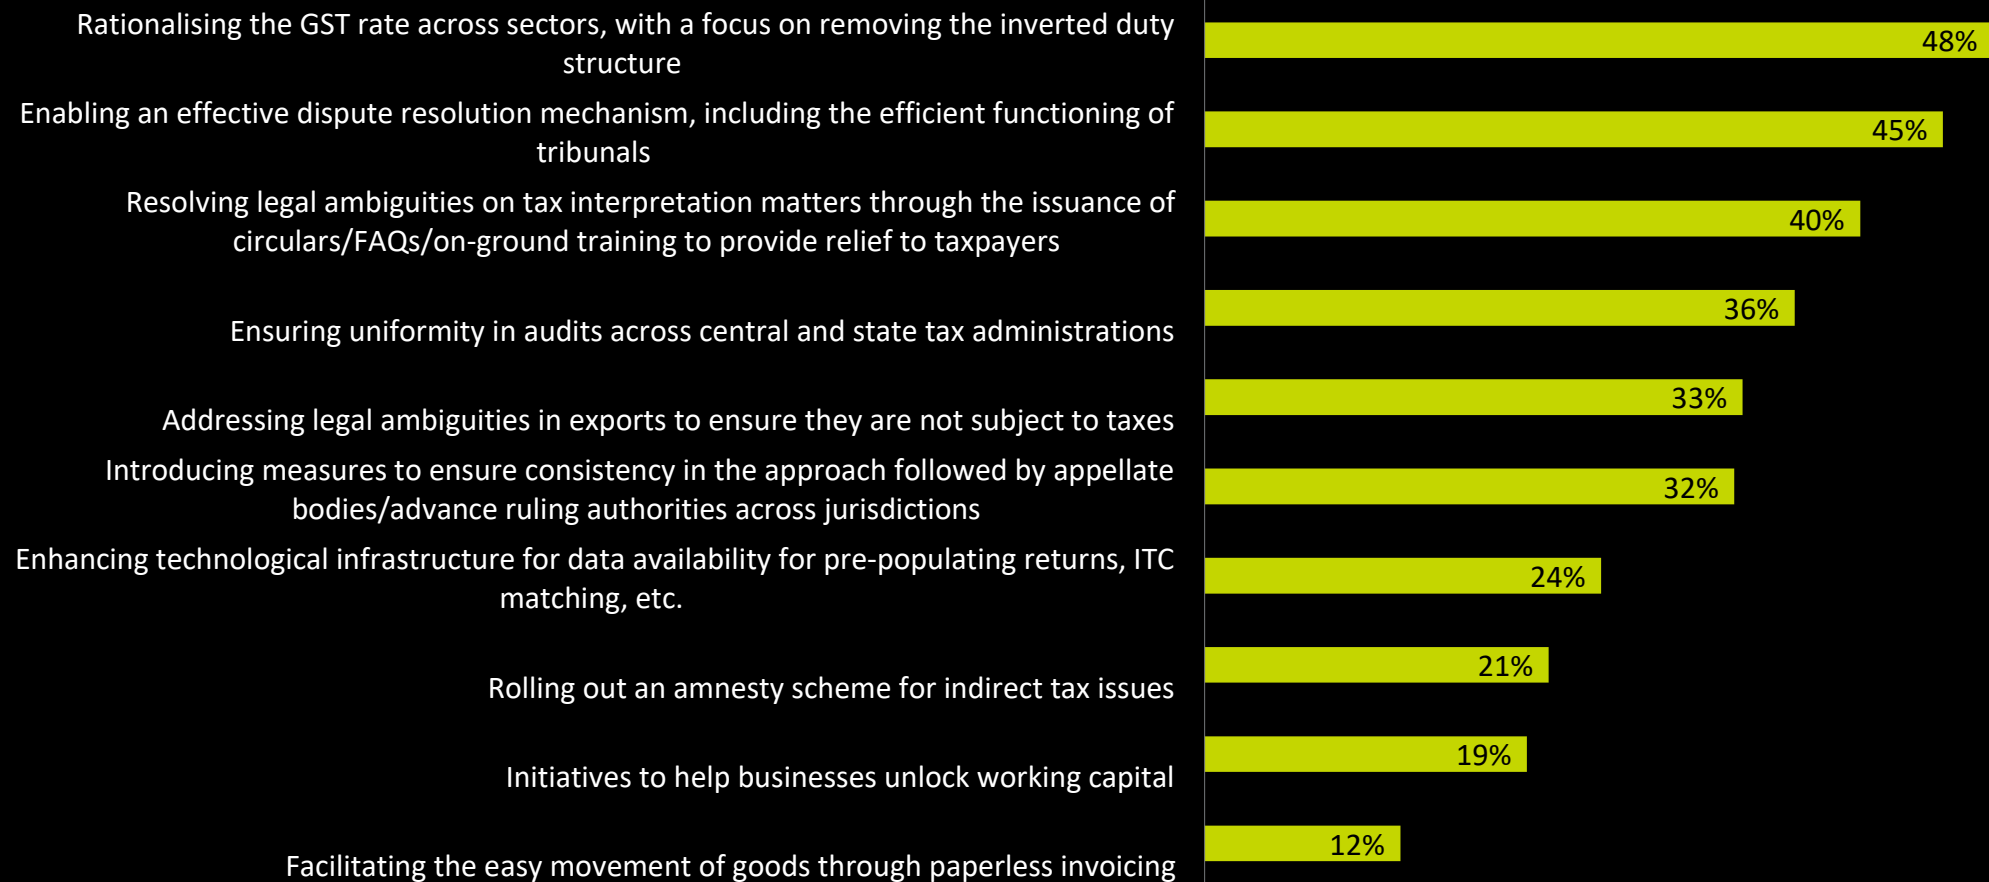 Rationalising the GST rate across sectors, with a focus on removing the inverted duty
structure
48%
Enabling an effective dispute resolution mechanism, including the efficient functioning of
tribunals
45%
Resolving legal ambiguities on tax interpretation matters through the issuance of
circulars/FAQs/on-ground training to provide relief to taxpayers
40%
Ensuring uniformity in audits across central and state tax administrations
36%
Addressing legal ambiguities in exports to ensure they are not subject to taxes
33%
Introducing measures to ensure consistency in the approach followed by appellate
bodies/advance ruling authorities across jurisdictions
32%
Enhancing technological infrastructure for data availability for pre-populating returns, ITC
matching, etc.
24%
Rolling out an amnesty scheme for indirect tax issues
21%
Initiatives to help businesses unlock working capital
19%
Facilitating the easy movement of goods through paperless invoicing
12%